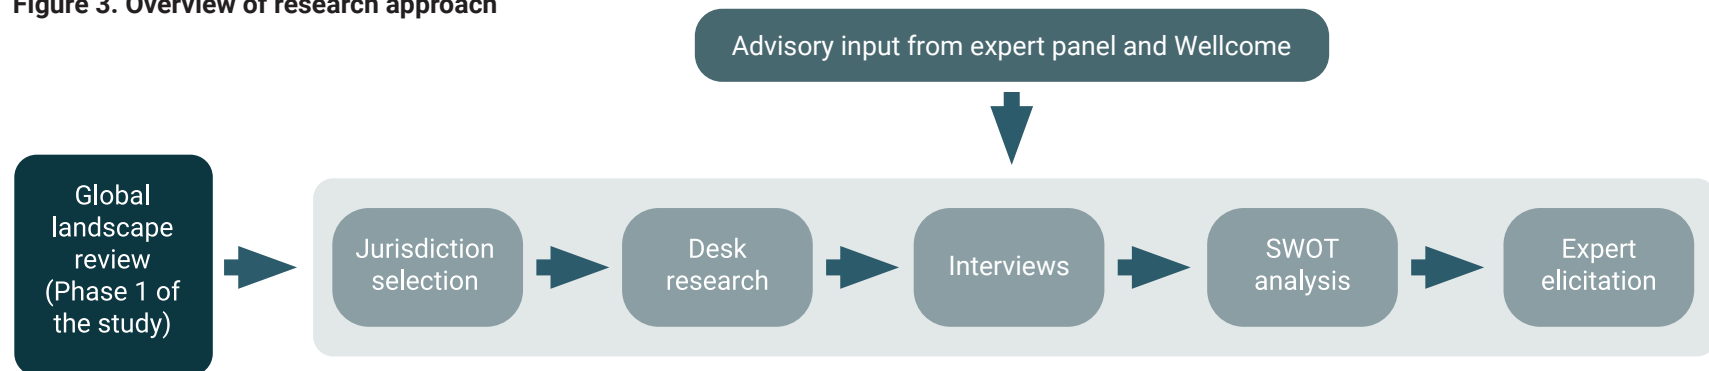 Figure 3. Overview of research approach
Advisory input from expert panel and Wellcome
Global
landscape
review
(Phase 1 of
the study)
Jurisdiction
selection
Desk
research
Interviews
SWOT
analysis
Expert
elicitation